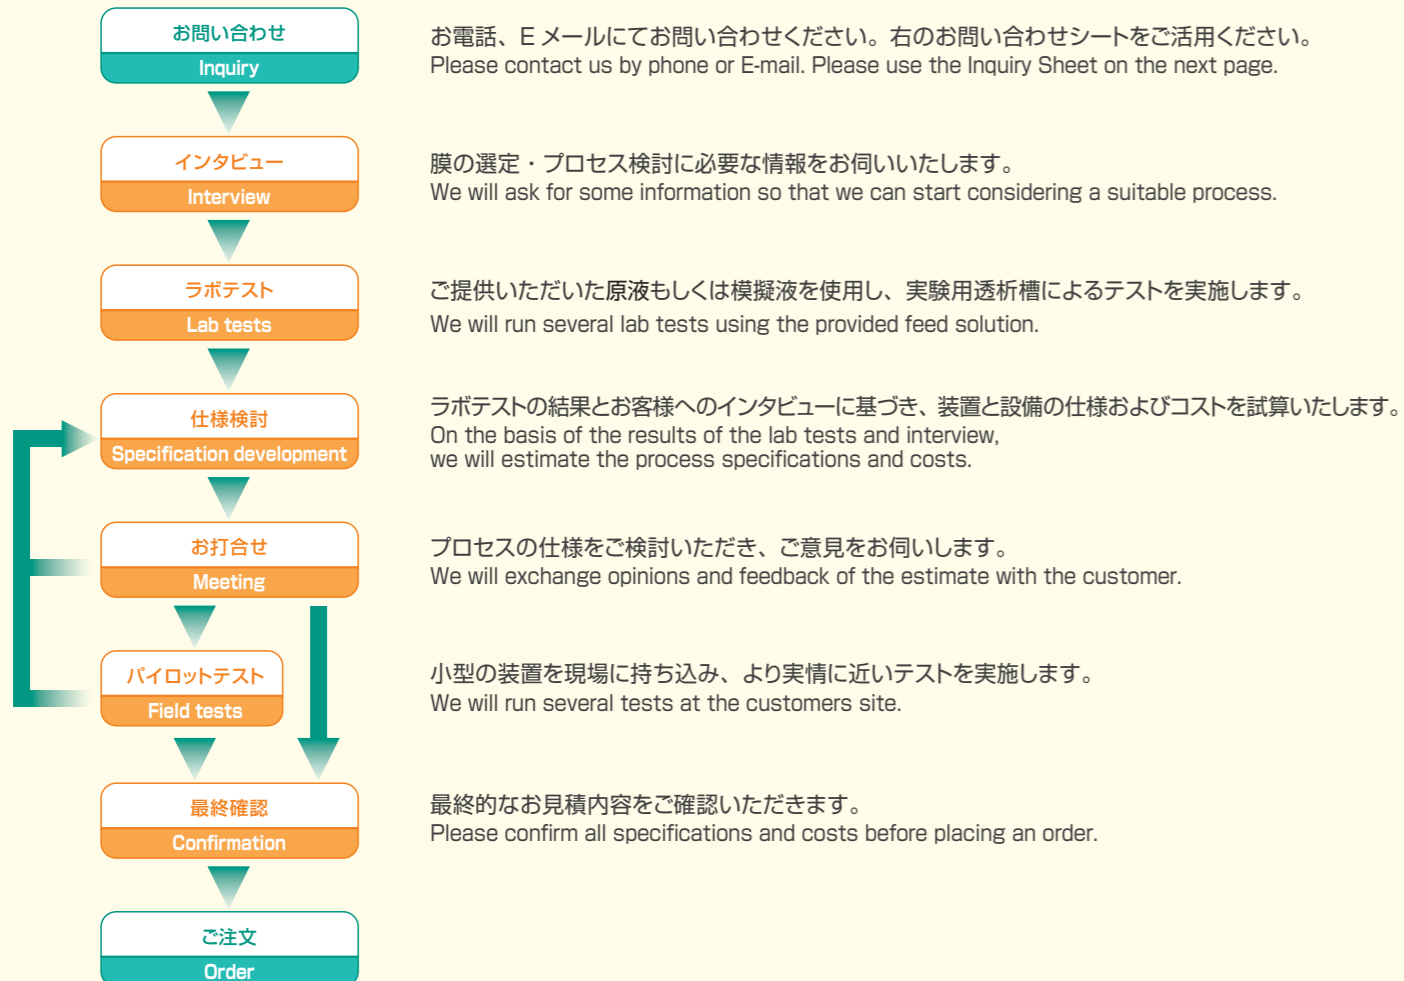 お問い合わせ
Inquiry
お電話、Eメールにてお問い合わせください。右のお問い合わせシートをご活用ください。
Please contact us by phone or E-mail. Please use the Inquiry Sheet on the next page.
インタビュー
Interview
膜の選定・プロセス検討に必要な情報をお伺いいたします。
We will ask for some information so that we can start considering a suitable process.
ラボテスト
Lab tests
ご提供いただいた原液もしくは模擬液を使用し、実験用透析槽によるテストを実施します。
We will run several lab tests using the provided feed solution.
仕様検討
Specification development
ラボテストの結果とお客様へのインタビューに基づき、装置と設備の仕様およびコストを試算いたします。
On the basis of the results of the lab tests and interview,
we will estimate the process specifications and costs.
お打合せ
Meeting
プロセスの仕様をご検討いただき、ご意見をお伺いします。
We will exchange opinions and feedback of the estimate with the customer.
パイロットテスト
Field tests
小型の装置を現場に持ち込み、より実情に近いテストを実施します。
We will run several tests at the customers site.
最終確認
Confirmation
最終的なお見積内容をご確認いただきます。
Please confirm all specifications and costs before placing an order.
ご注文
Order